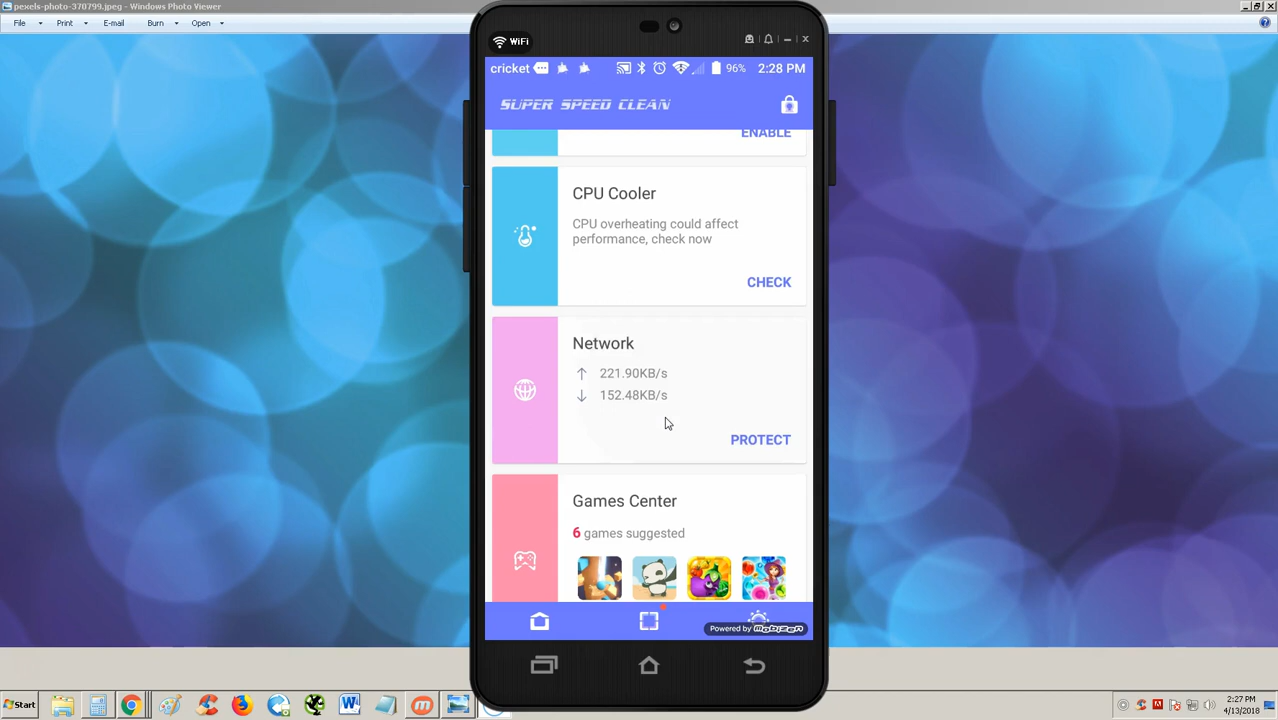 pexels-photo-370799.jpeg - Windows Photo Viewer
File Print Burn E-mail Open
WiFi
cricket 96% 2:28 PM
SUPER SPEED CLEAN
ENABLE
CPU Cooler
CPU overheating could affect
performance, check now
CHECK
Network
221.90KB/s
152.48KB/s
PROTECT
Games Center
6 games suggested
Powered by mobizen
Start
2:27 PM
4/13/2018